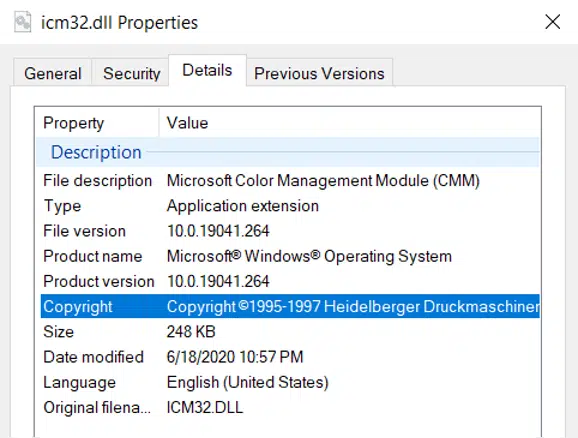 icm32.dll Properties
General Security Details Previous Versions
Property Value
Description
File description Microsoft Color Management Module (CMM)
Type Application extension
File version 10.0.19041.264
Product name Microsoft® Windows® Operating System
Product version 10.0.19041.264
Copyright Copyright ©1995-1997 Heidelberger Druckmaschinen
Size 248 KB
Date modified 6/18/2020 10:57 PM
Language English (United States)
Original filena... ICM32.DLL